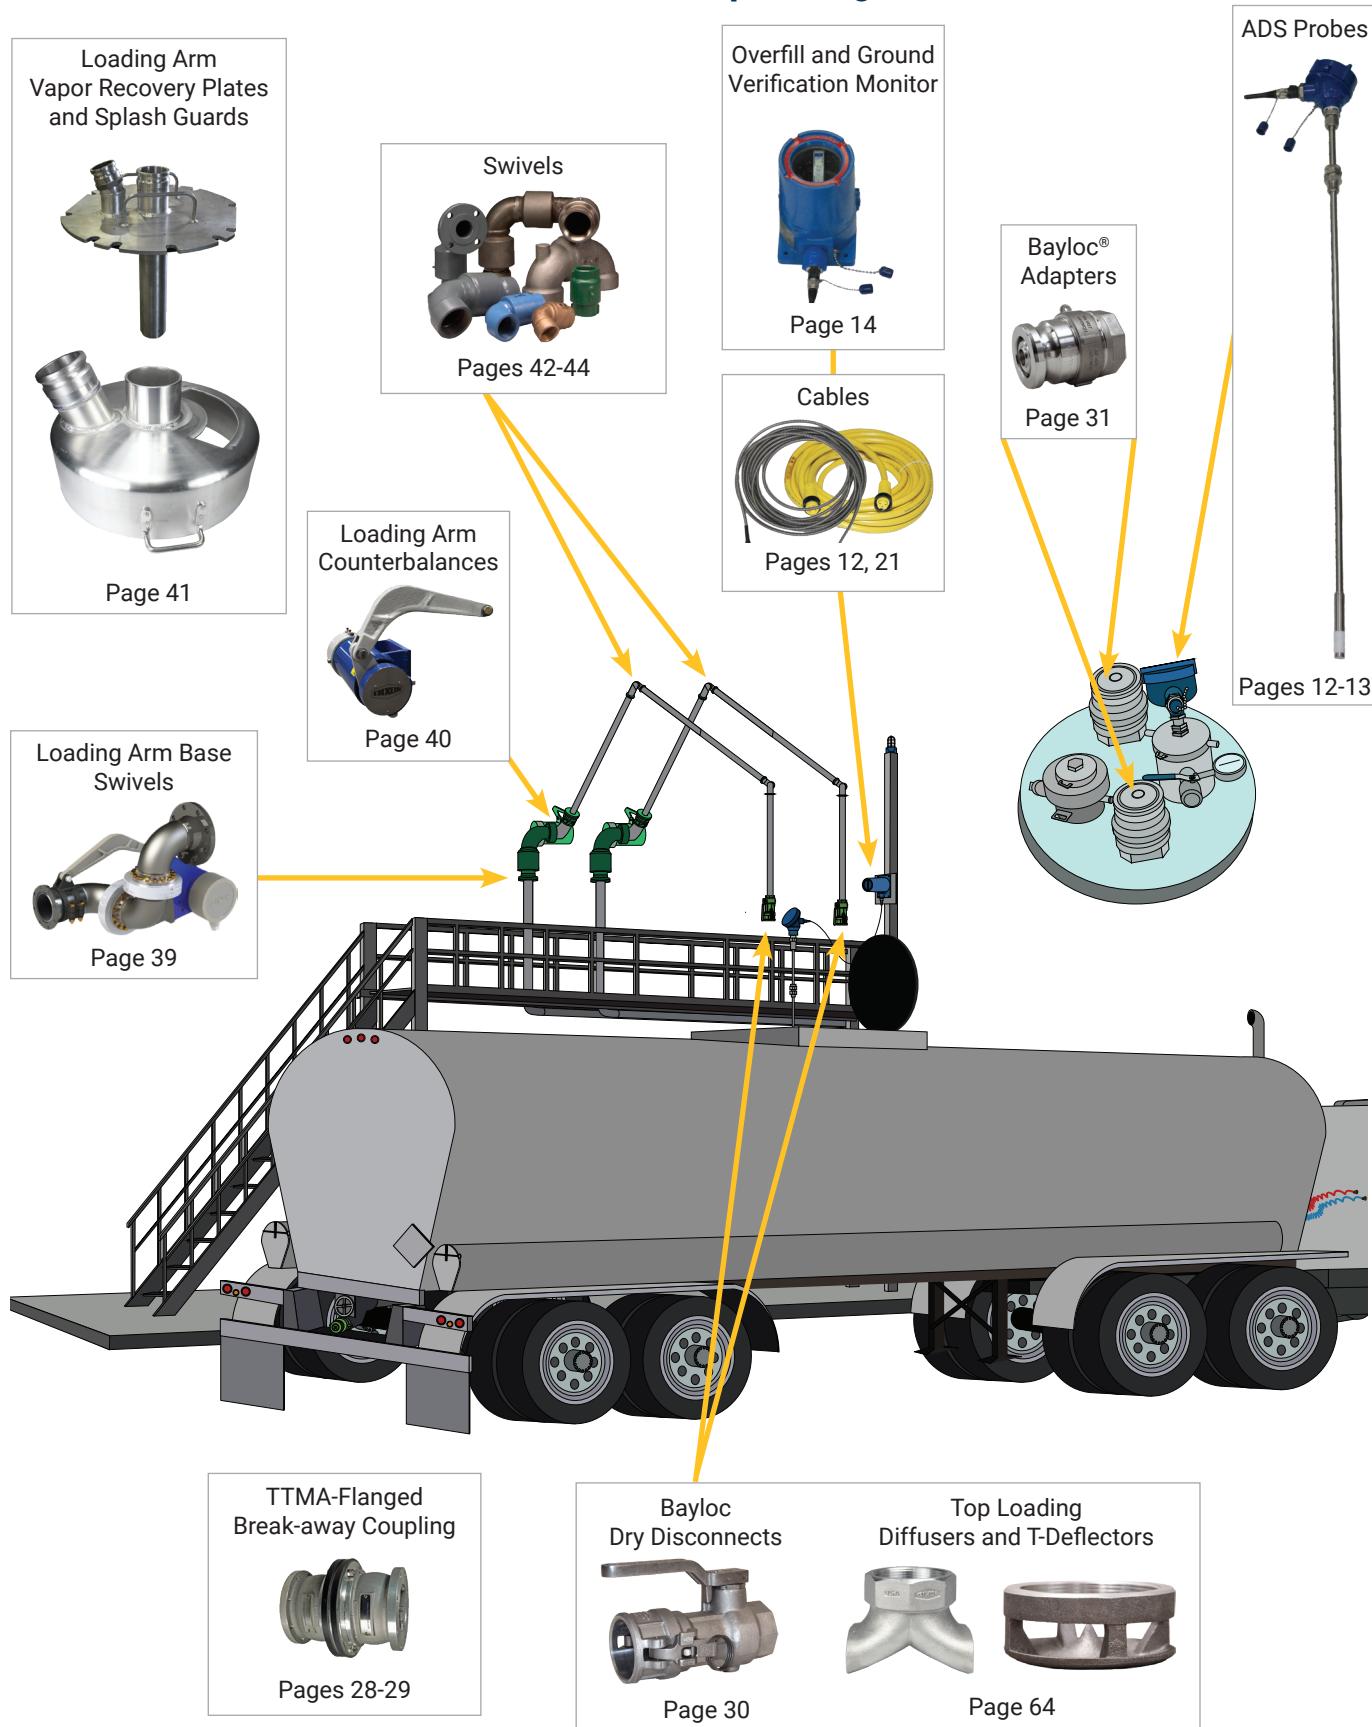 Loading Arm
Vapor Recovery Plates
and Splash Guards
Page 41
Swivels
Pages 42-44
Overfill and Ground
Verification Monitor
Page 14
Cables
Pages 12, 21
Bayloc®
Adapters
Page 31
ADS Probes
Pages 12-13
Loading Arm
Counterbalances
DIXON
Page 40
Loading Arm Base
Swivels
Page 39
TTMA-Flanged
Break-away Coupling
Pages 28-29
Bayloc
Dry Disconnects
Page 30
Top Loading
Diffusers and T-Deflectors
USA
Page 64